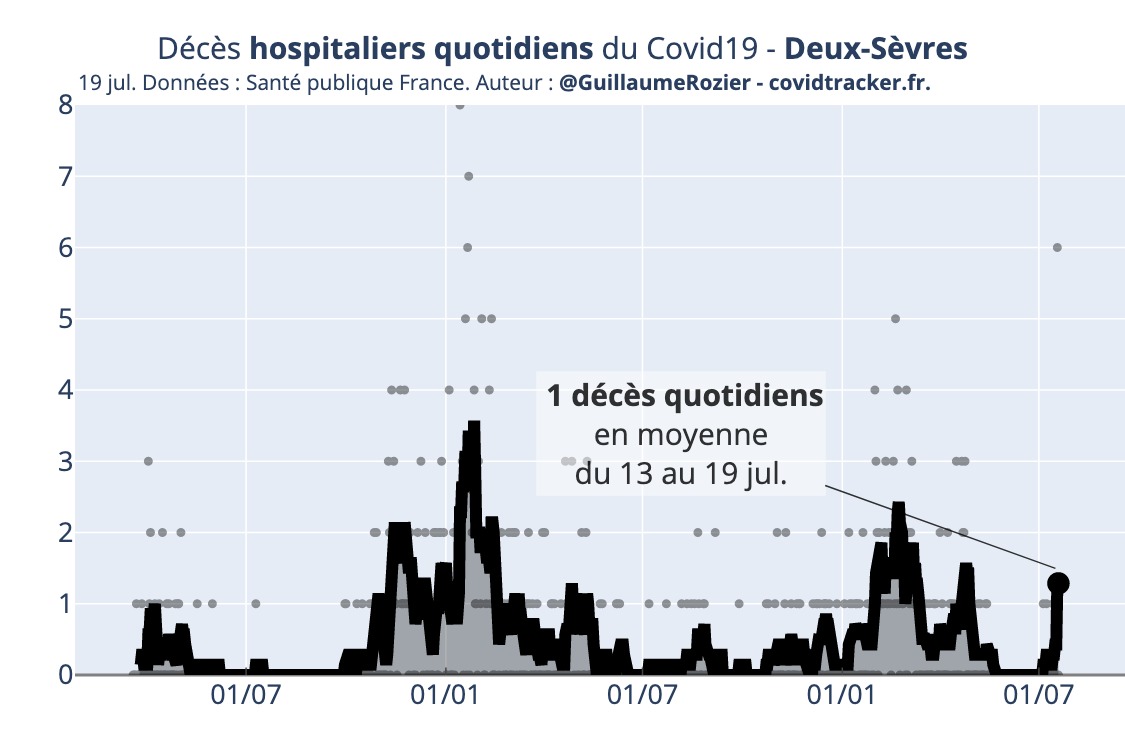 Décès hospitaliers quotidiens du Covid19 - Deux-Sèvres
19 jul. Données : Santé publique France. Auteur : @GuillaumeRozier - covidtracker.fr.
8
7
6
5
4
3
2
1
0
1 décès quotidiens
en moyenne
du 13 au 19 jul.
01/07 01/01 01/07 01/01 01/07